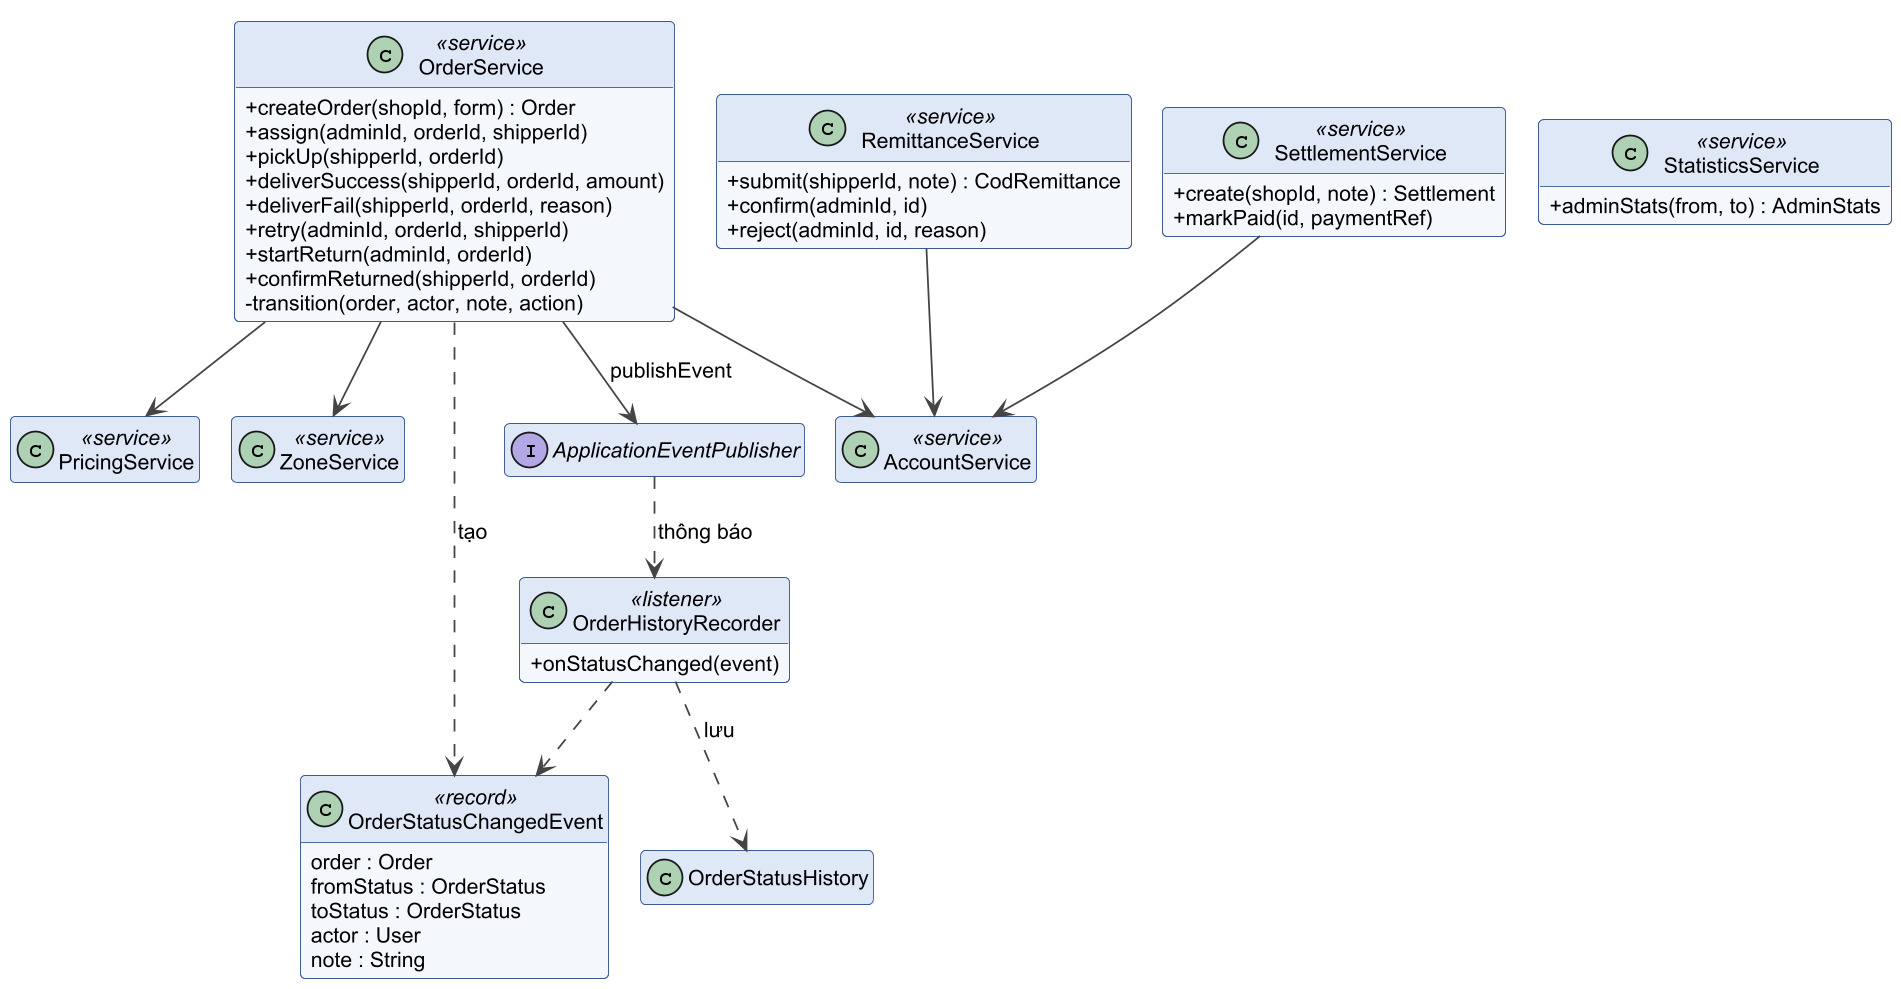 «service»
OrderService
+createOrder(shopId, form) : Order
+assign(adminId, orderId, shipperId)
+pickUp(shipperId, orderId)
+deliverSuccess(shipperId, orderId, amount)
+deliverFail(shipperId, orderId, reason)
+retry(adminId, orderId, shipperId)
+startReturn(adminId, orderId)
+confirmReturned(shipperId, orderId)
-transition(order, actor, note, action)
C
«service»
RemittanceService
+submit(shipperId, note) : CodRemittance
+confirm(adminId, id)
+reject(adminId, id, reason)
C
«service»
SettlementService
+create(shopId, note) : Settlement
+markPaid(id, paymentRef)
C
«service»
StatisticsService
+adminStats(from, to) : AdminStats
C
publishEvent
«service»
PricingService
C
«service»
ZoneService
C
ApplicationEventPublisher
I
«service»
AccountService
C
tạo
thông báo
«listener»
OrderHistoryRecorder
+onStatusChanged(event)
C
lưu
«record»
OrderStatusChangedEvent
order : Order
fromStatus : OrderStatus
toStatus : OrderStatus
actor : User
note : String
C
OrderStatusHistory
C